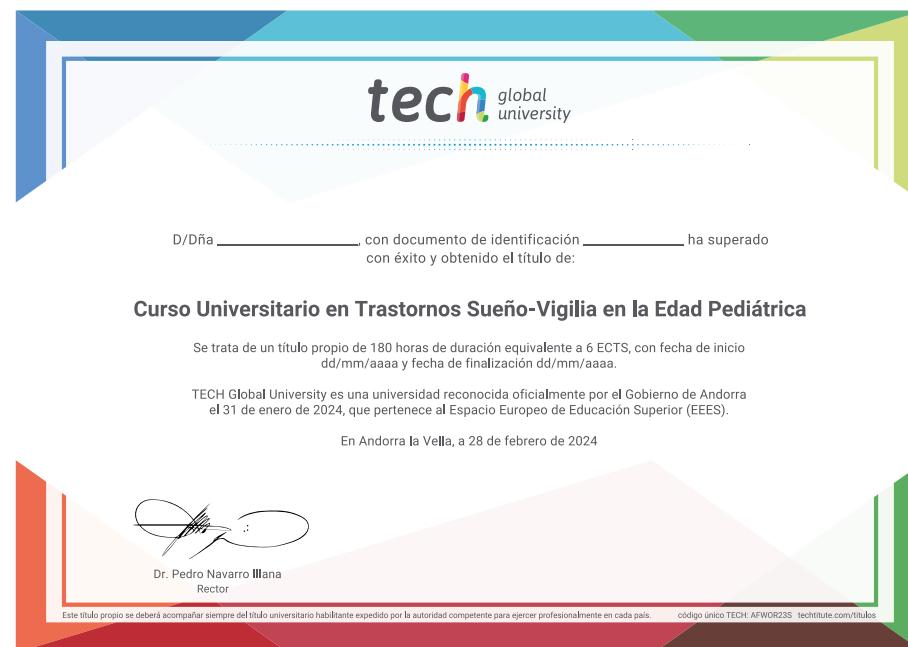 tech global university
D/Dña ____________________, con documento de identificación ______________ ha superado
con éxito y obtenido el título de:
Curso Universitario en Trastornos Sueño-Vigilia en la Edad Pediátrica
Se trata de un título propio de 180 horas de duración equivalente a 6 ECTS, con fecha de inicio
dd/mm/aaaa y fecha de finalización dd/mm/aaaa.
TECH Global University es una universidad reconocida oficialmente por el Gobierno de Andorra
el 31 de enero de 2024, que pertenece al Espacio Europeo de Educación Superior (EEES).
En Andorra la Vella, a 28 de febrero de 2024
Dr. Pedro Navarro Illana
Rector
Este título propio se deberá acompañar siempre del título universitario habilitante expedido por la autoridad competente para ejercer profesionalmente en cada país. código único TECH: AFWOR23S techtitute.com/titulos